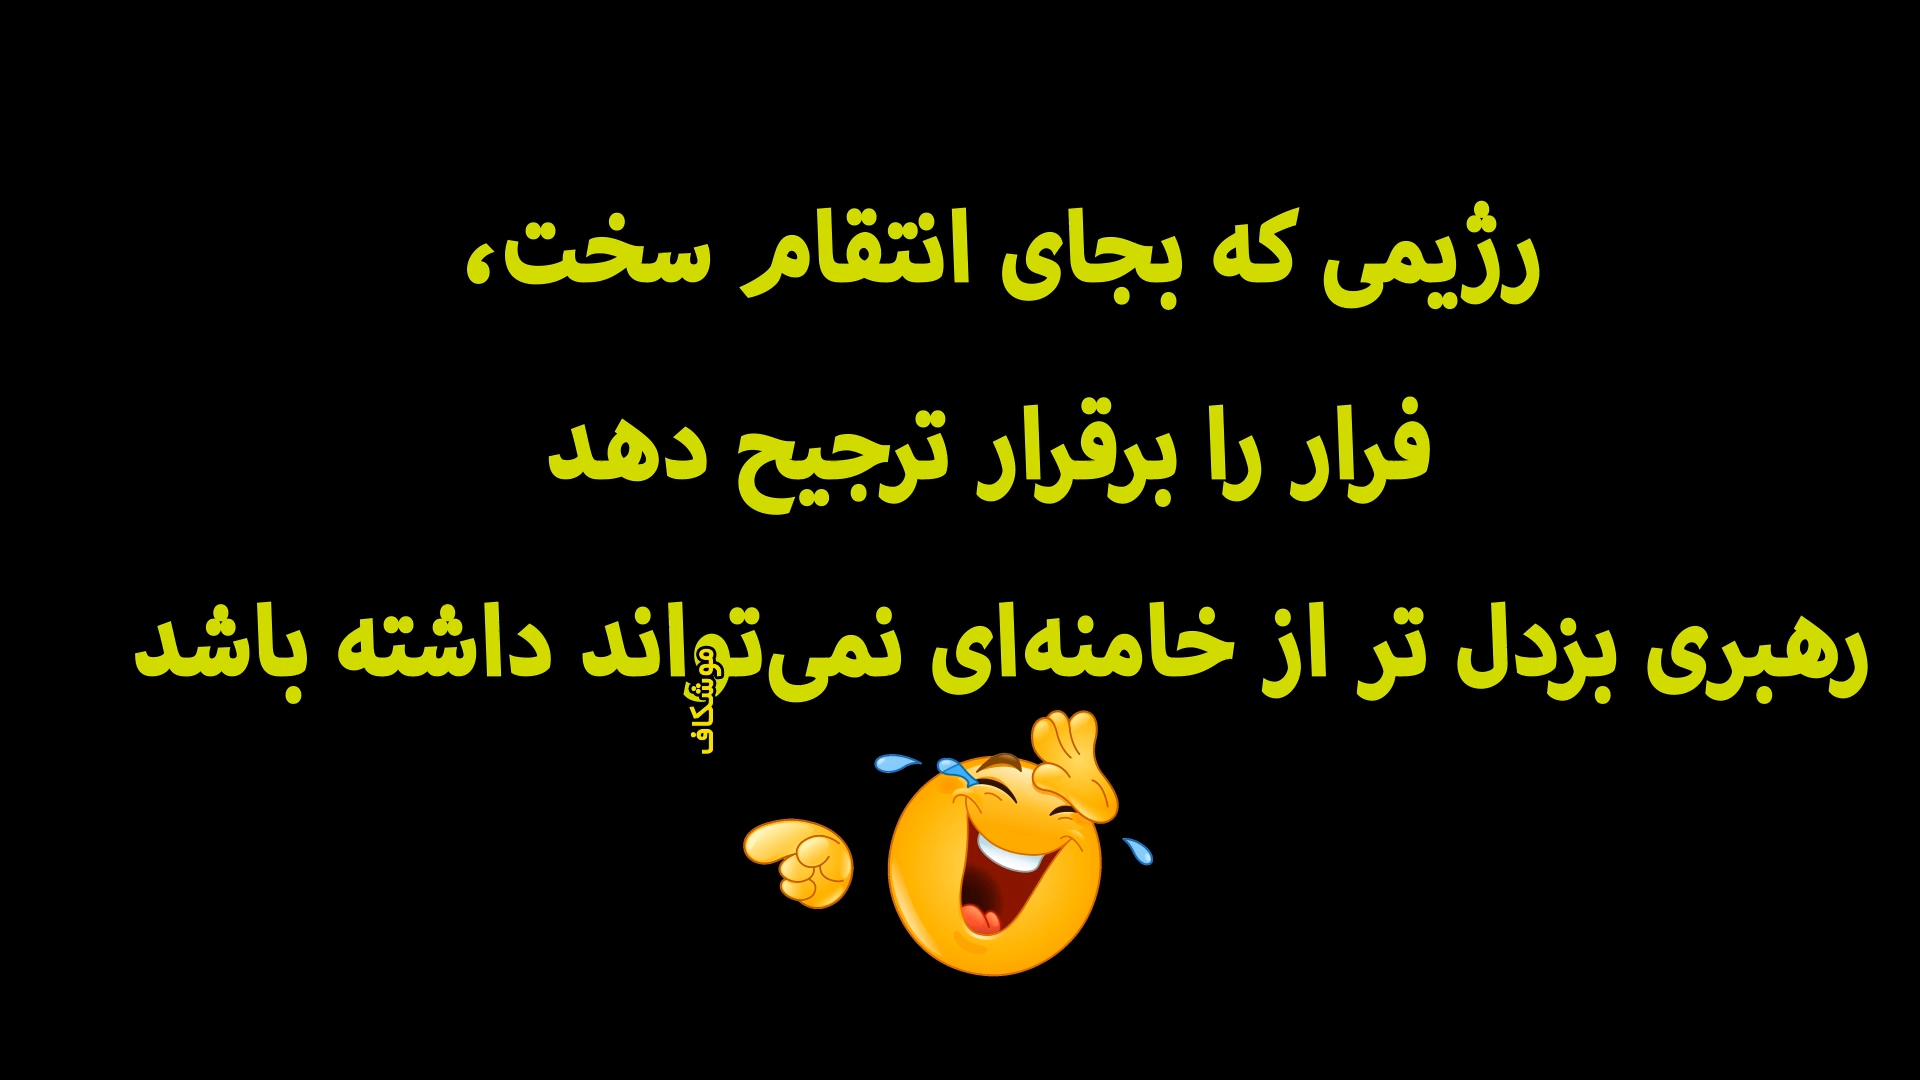 رژیمی که بجای انتقام سخت،
فرار را برقرار ترجیح دهد
رهبری بزدل تر از خامنه‌ای نمی‌تواند داشته باشد
موشکاف